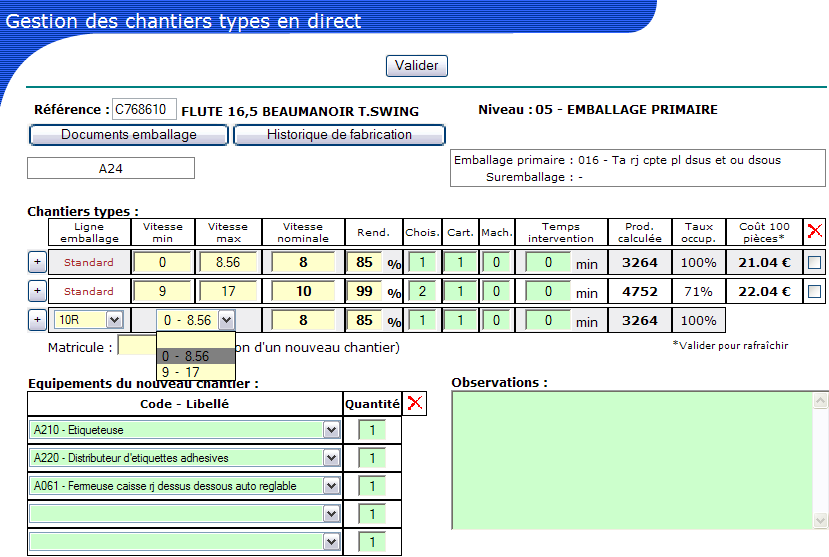 Gestion des chantiers types en direct
Valider
Référence : C768610 FLUTE 16,5 BEAUMANOIR T.SWING Niveau : 05 - EMBALLAGE PRIMAIRE
Documents emballage Historique de fabrication
A24
Emballage primaire : 016 - Ta rj cpte pl dsus et ou dsous
Suremballage : -
Chantiers types :
Ligne emballage Vitesse min Vitesse max Vitesse nominale Rend. Chois. Cart. Mach. Temps intervention Prod. calculée Taux occup. Coût 100 pièces*
+ Standard 0 8.56 8 85 % 1 1 0 0 min 3264 100% 21.04 €
+ Standard 9 17 10 99 % 2 1 0 0 min 4752 71% 22.04 €
+ 10R 0 - 8.56 8 85 % 1 1 0 0 min 3264 100%
0 - 8.56
9 - 17
Matricule : on d'un nouveau chantier) *Valider pour rafraîchir
Equipements du nouveau chantier :
Code - Libellé Quantité
A210 - Etiqueteuse 1
A220 - Distributeur d'etiquettes adhesives 1
A061 - Fermeuse caisse rj dessus dessous auto reglable 1
1
1
Observations :